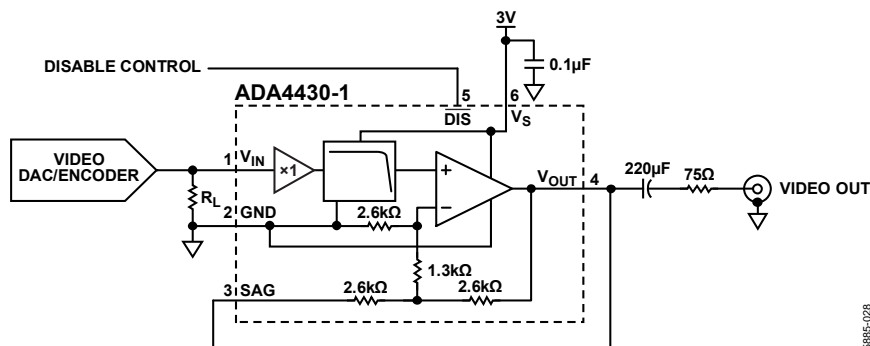 3V
0.1µF
DISABLE CONTROL
ADA4430-1
5
6
DIS
VS
VIDEO
DAC/ENCODER
1
VIN
×1
RL
2
GND
2.6kΩ
+
−
VOUT
4
220µF
75Ω
VIDEO OUT
1.3kΩ
3
SAG
2.6kΩ
2.6kΩ